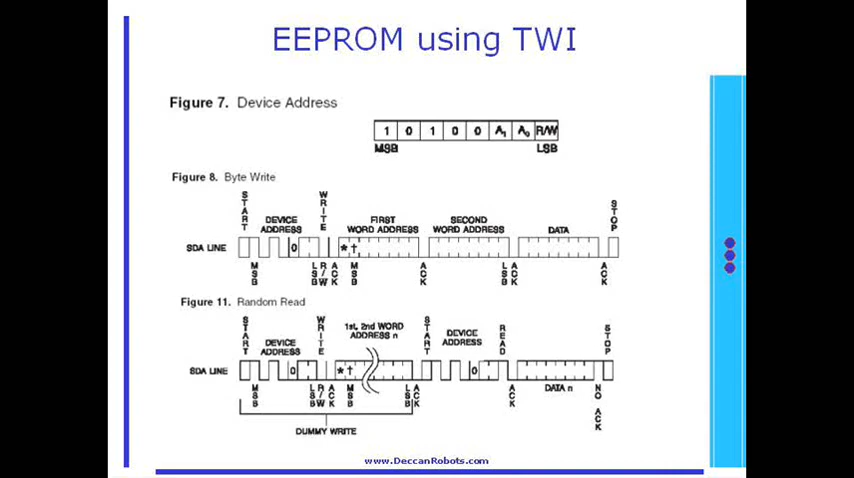 EEPROM using TWI
Figure 7. Device Address
1 0 1 0 0 A1 A0 R/W
MSB LSB
Figure 8. Byte Write
START
DEVICE ADDRESS
WRITE
FIRST WORD ADDRESS
SECOND WORD ADDRESS
DATA
STOP
SDA LINE
0
* †
MSB
LSB
R/W
ACK
MSB
ACK
LSB
ACK
ACK
Figure 11. Random Read
START
DEVICE ADDRESS
WRITE
1st, 2nd WORD ADDRESS n
START
DEVICE ADDRESS
READ
STOP
SDA LINE
0
* †
0
MSB
LSB
R/W
ACK
MSB
LSB
ACK
ACK
DATA n
NO ACK
DUMMY WRITE
www.DeccanRobots.com